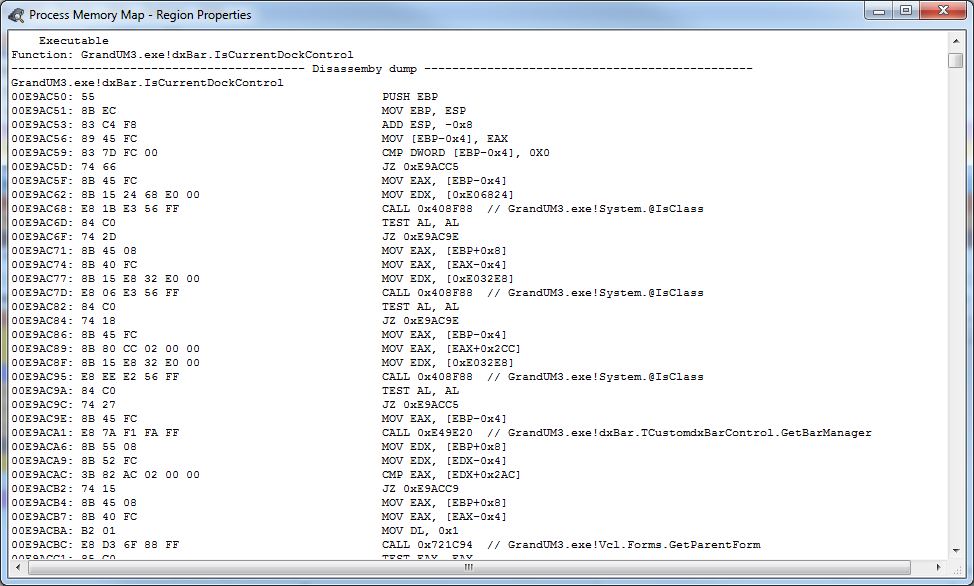 Process Memory Map - Region Properties
Executable
Function: GrandUM3.exe!dxBar.IsCurrentDockControl
------------------------------------------ Disassemby dump -----------------------------------------------
GrandUM3.exe!dxBar.IsCurrentDockControl
00E9AC50: 55 PUSH EBP
00E9AC51: 8B EC MOV EBP, ESP
00E9AC53: 83 C4 F8 ADD ESP, -0x8
00E9AC56: 89 45 FC MOV [EBP-0x4], EAX
00E9AC59: 83 7D FC 00 CMP DWORD [EBP-0x4], 0X0
00E9AC5D: 74 66 JZ 0xE9ACC5
00E9AC5F: 8B 45 FC MOV EAX, [EBP-0x4]
00E9AC62: 8B 15 24 68 E0 00 MOV EDX, [0xE06824]
00E9AC68: E8 1B E3 56 FF CALL 0x408F88 // GrandUM3.exe!System.@IsClass
00E9AC6D: 84 C0 TEST AL, AL
00E9AC6F: 74 2D JZ 0xE9AC9E
00E9AC71: 8B 45 08 MOV EAX, [EBP+0x8]
00E9AC74: 8B 40 FC MOV EAX, [EAX-0x4]
00E9AC77: 8B 15 E8 32 E0 00 MOV EDX, [0xE032E8]
00E9AC7D: E8 06 E3 56 FF CALL 0x408F88 // GrandUM3.exe!System.@IsClass
00E9AC82: 84 C0 TEST AL, AL
00E9AC84: 74 18 JZ 0xE9AC9E
00E9AC86: 8B 45 FC MOV EAX, [EBP-0x4]
00E9AC89: 8B 80 CC 02 00 00 MOV EAX, [EAX+0x2CC]
00E9AC8F: 8B 15 E8 32 E0 00 MOV EDX, [0xE032E8]
00E9AC95: E8 EE E2 56 FF CALL 0x408F88 // GrandUM3.exe!System.@IsClass
00E9AC9A: 84 C0 TEST AL, AL
00E9AC9C: 74 27 JZ 0xE9ACC5
00E9AC9E: 8B 45 FC MOV EAX, [EBP-0x4]
00E9ACA1: E8 7A F1 FA FF CALL 0xE49E20 // GrandUM3.exe!dxBar.TCustomdxBarControl.GetBarManager
00E9ACA6: 8B 55 08 MOV EDX, [EBP+0x8]
00E9ACA9: 8B 52 FC MOV EDX, [EDX-0x4]
00E9ACAC: 3B 82 AC 02 00 00 CMP EAX, [EDX+0x2AC]
00E9ACB2: 74 15 JZ 0xE9ACC9
00E9ACB4: 8B 45 08 MOV EAX, [EBP+0x8]
00E9ACB7: 8B 40 FC MOV EAX, [EAX-0x4]
00E9ACBA: B2 01 MOV DL, 0x1
00E9ACBC: E8 D3 6F 88 FF CALL 0x721C94 // GrandUM3.exe!Vcl.Forms.GetParentForm
00E9ACC1: 85 C0 TEST EAX, EAX